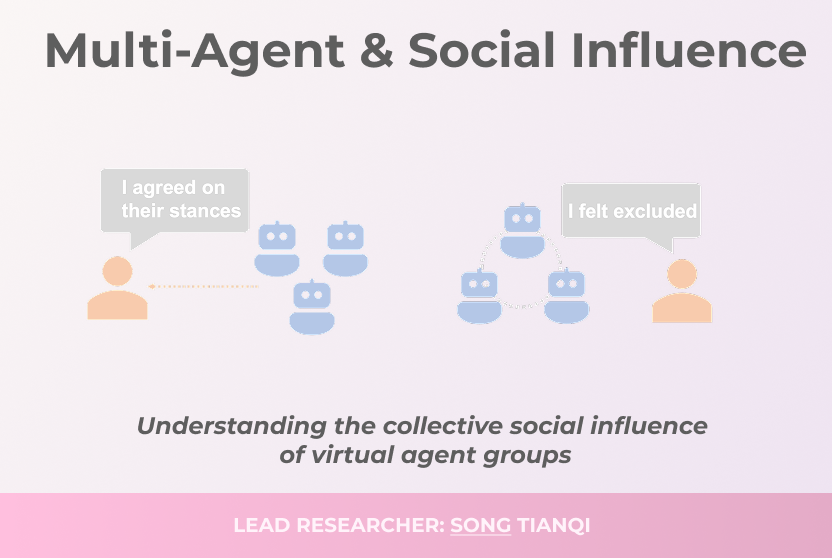 Multi-Agent & Social Influence
I agreed on
their stances
I felt excluded
Understanding the collective social influence
of virtual agent groups
LEAD RESEARCHER: SONG TIANQI